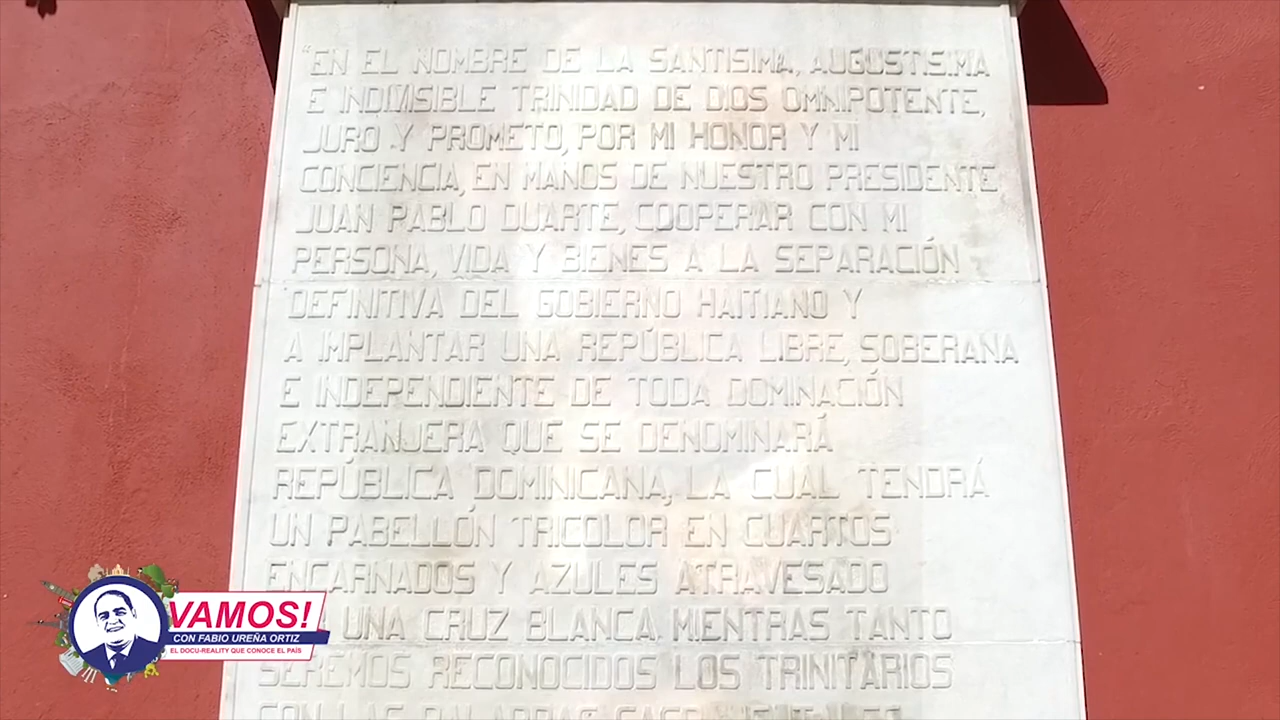 “EN EL NOMBRE DE LA SANTISIMA, AUGUSTISIMA
E INDIVISIBLE TRINIDAD DE DIOS OMNIPOTENTE,
JURO Y PROMETO, POR MI HONOR Y MI
CONCIENCIA, EN MANOS DE NUESTRO PRESIDENTE
JUAN PABLO DUARTE, COOPERAR CON MI
PERSONA, VIDA Y BIENES A LA SEPARACIÓN
DEFINITIVA DEL GOBIERNO HAITIANO Y
A IMPLANTAR UNA REPÚBLICA LIBRE, SOBERANA
E INDEPENDIENTE DE TODA DOMINACIÓN
EXTRANJERA QUE SE DENOMINARÁ
REPÚBLICA DOMINICANA, LA CUAL TENDRÁ
UN PABELLÓN TRICOLOR EN CUARTOS
ENCARNADOS Y AZULES ATRAVESADO
UNA CRUZ BLANCA. MIENTRAS TANTO
SEREMOS RECONOCIDOS LOS TRINITARIOS
CON LAS PALABRAS
VAMOS!
CON FABIO UREÑA ORTIZ
EL DOCU-REALITY QUE CONOCE EL PAÍS